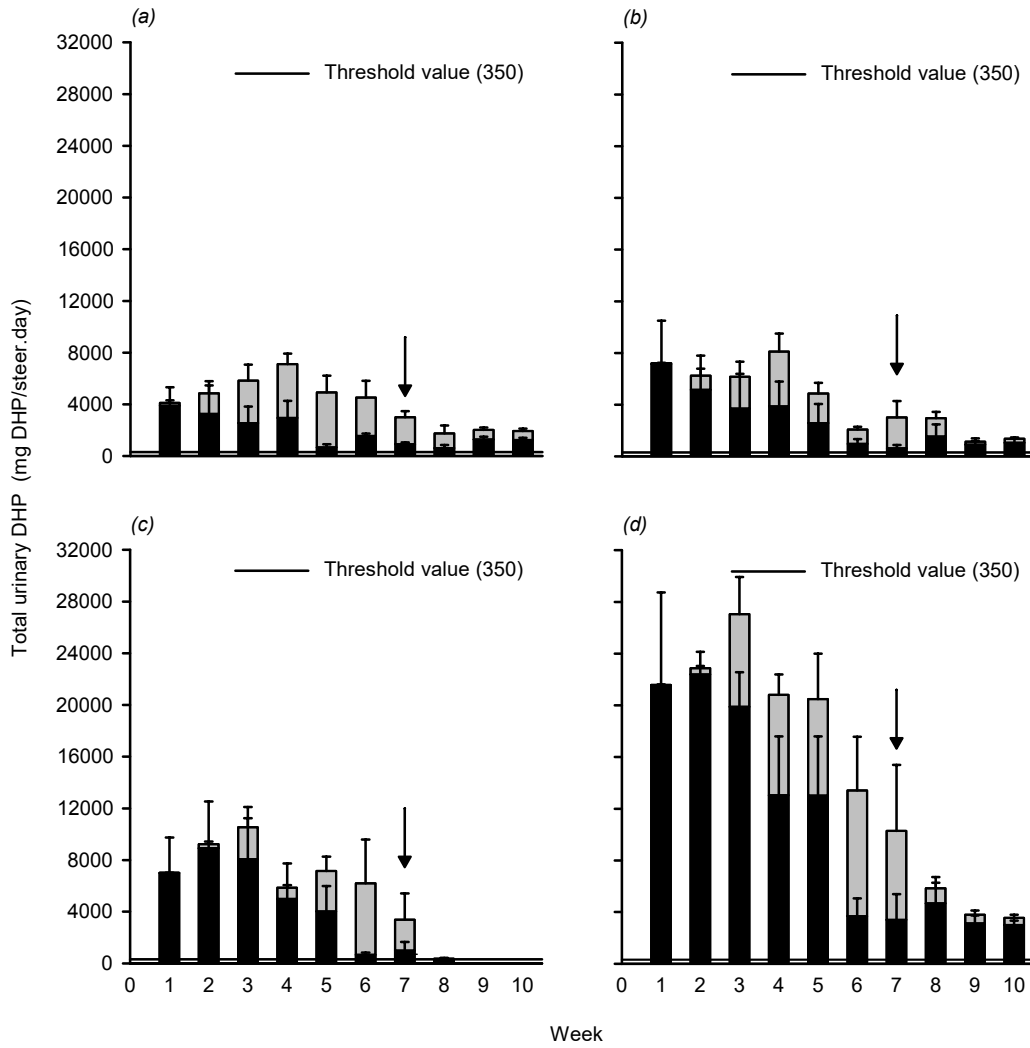 (a)
(b)
32000
28000
24000
20000
16000
12000
8000
4000
0
Threshold value (350)
Threshold value (350)
(c)
(d)
32000
28000
24000
20000
16000
12000
8000
4000
0
Threshold value (350)
Threshold value (350)
Total urinary DHP (mg DHP/steer.day)
0 1 2 3 4 5 6 7 8 9 10
0 1 2 3 4 5 6 7 8 9 10
Week